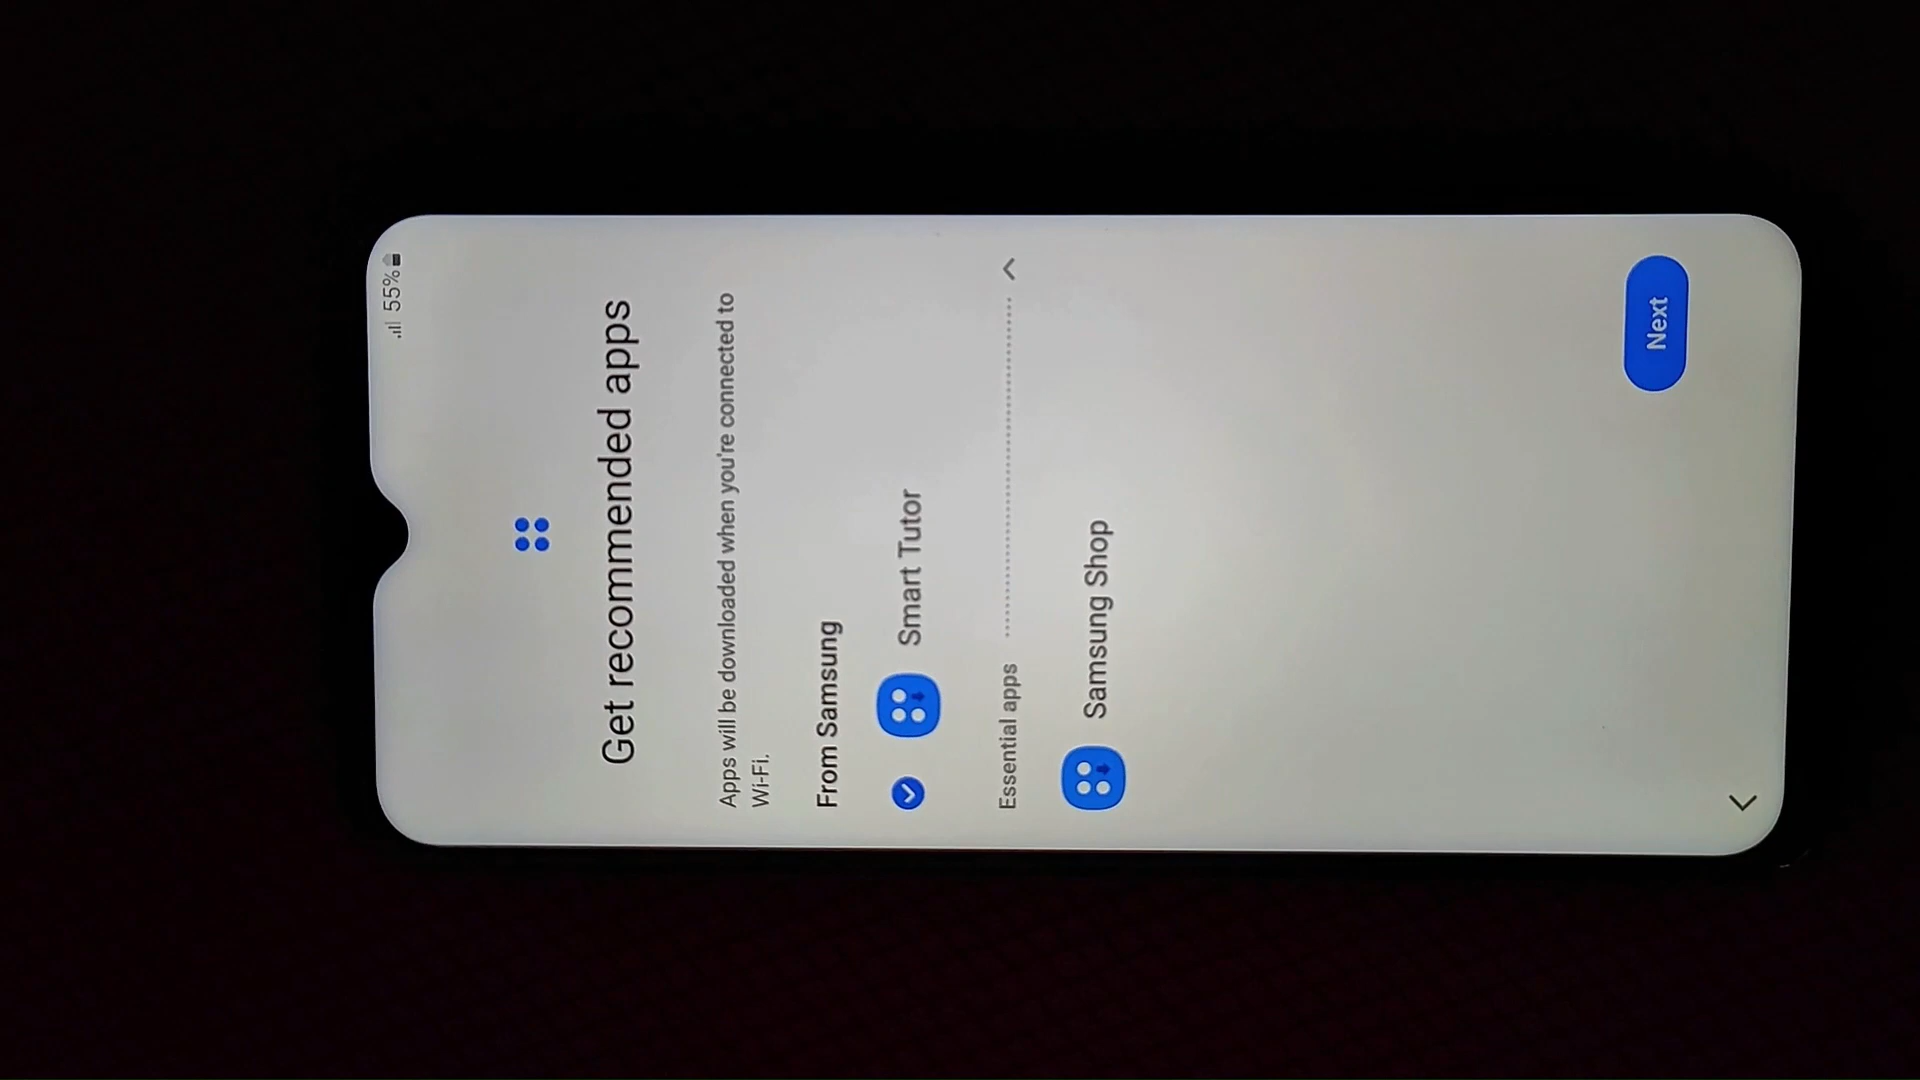 55%
Get recommended apps
Apps will be downloaded when you're connected to
Wi-Fi.
From Samsung
Smart Tutor
Essential apps
Samsung Shop
Next